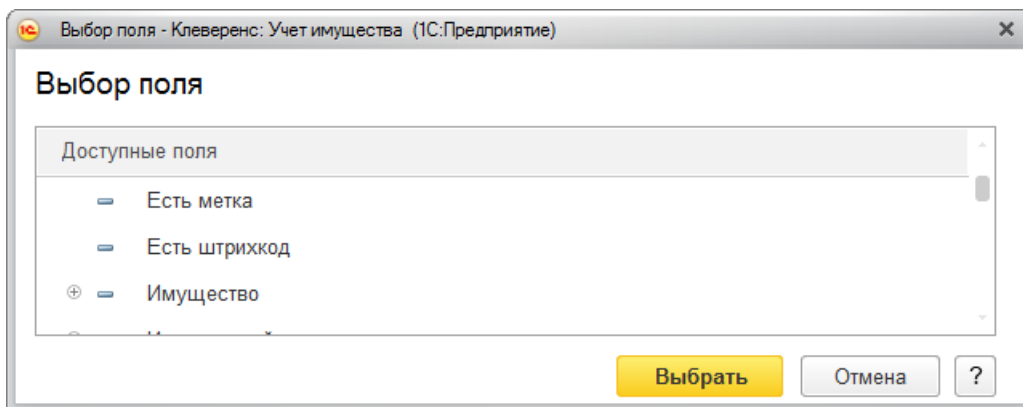 1С Выбор поля - Клеверенс: Учет имущества (1С:Предприятие)
Выбор поля
Доступные поля
Есть метка
Есть штрихкод
Имущество
Выбрать Отмена ?